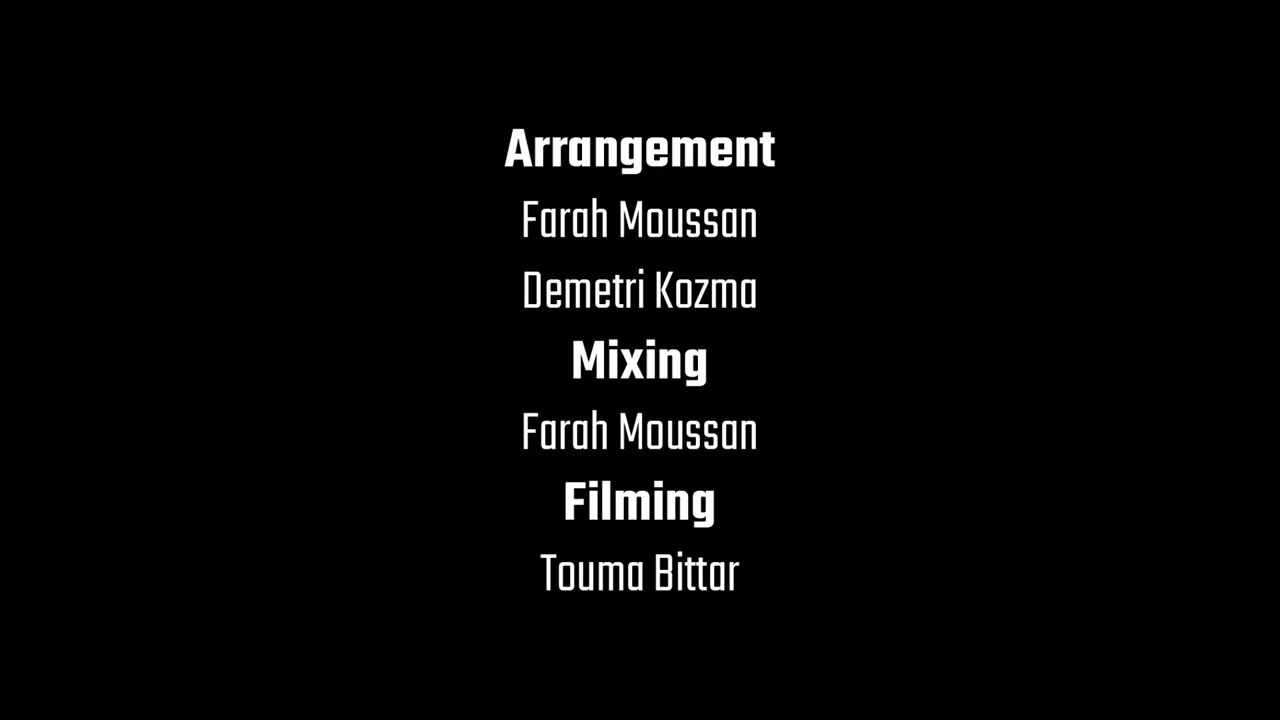 Arrangement
Farah Moussan
Demetri Kozma
Mixing
Farah Moussan
Filming
Touma Bittar